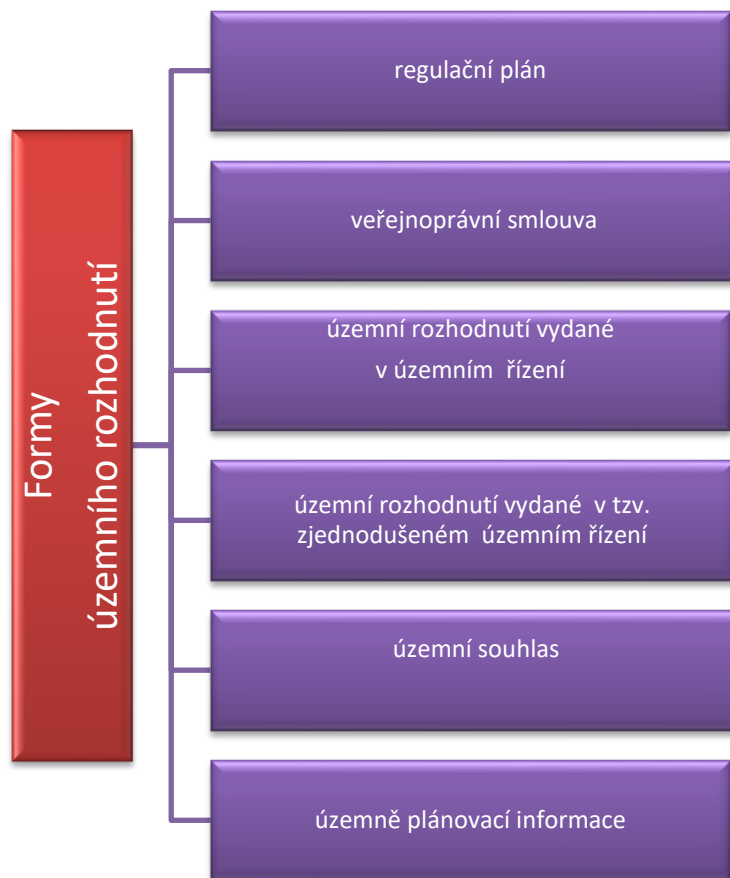 Formy
územního rozhodnutí
regulační plán
veřejnoprávní smlouva
územní rozhodnutí vydané
v územním řízení
územní rozhodnutí vydané v tzv.
zjednodušeném územním řízení
územní souhlas
územně plánovací informace